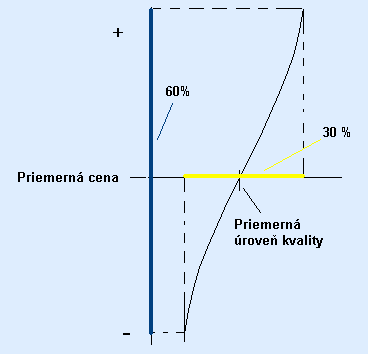 +
60%
30 %
Priemerná cena
Priemerná
úroveň kvality
-